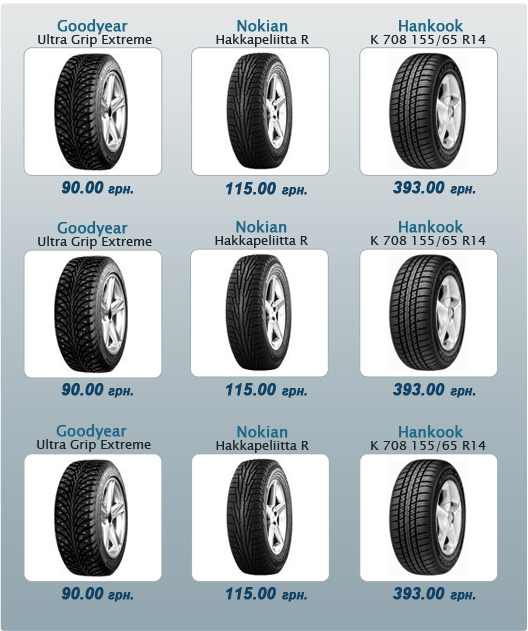 Goodyear
Ultra Grip Extreme
Nokian
Hakkapeliitta R
Hankook
K 708 155/65 R14
90.00 грн.
115.00 грн.
393.00 грн.
Goodyear
Ultra Grip Extreme
Nokian
Hakkapeliitta R
Hankook
K 708 155/65 R14
90.00 грн.
115.00 грн.
393.00 грн.
Goodyear
Ultra Grip Extreme
Nokian
Hakkapeliitta R
Hankook
K 708 155/65 R14
90.00 грн.
115.00 грн.
393.00 грн.